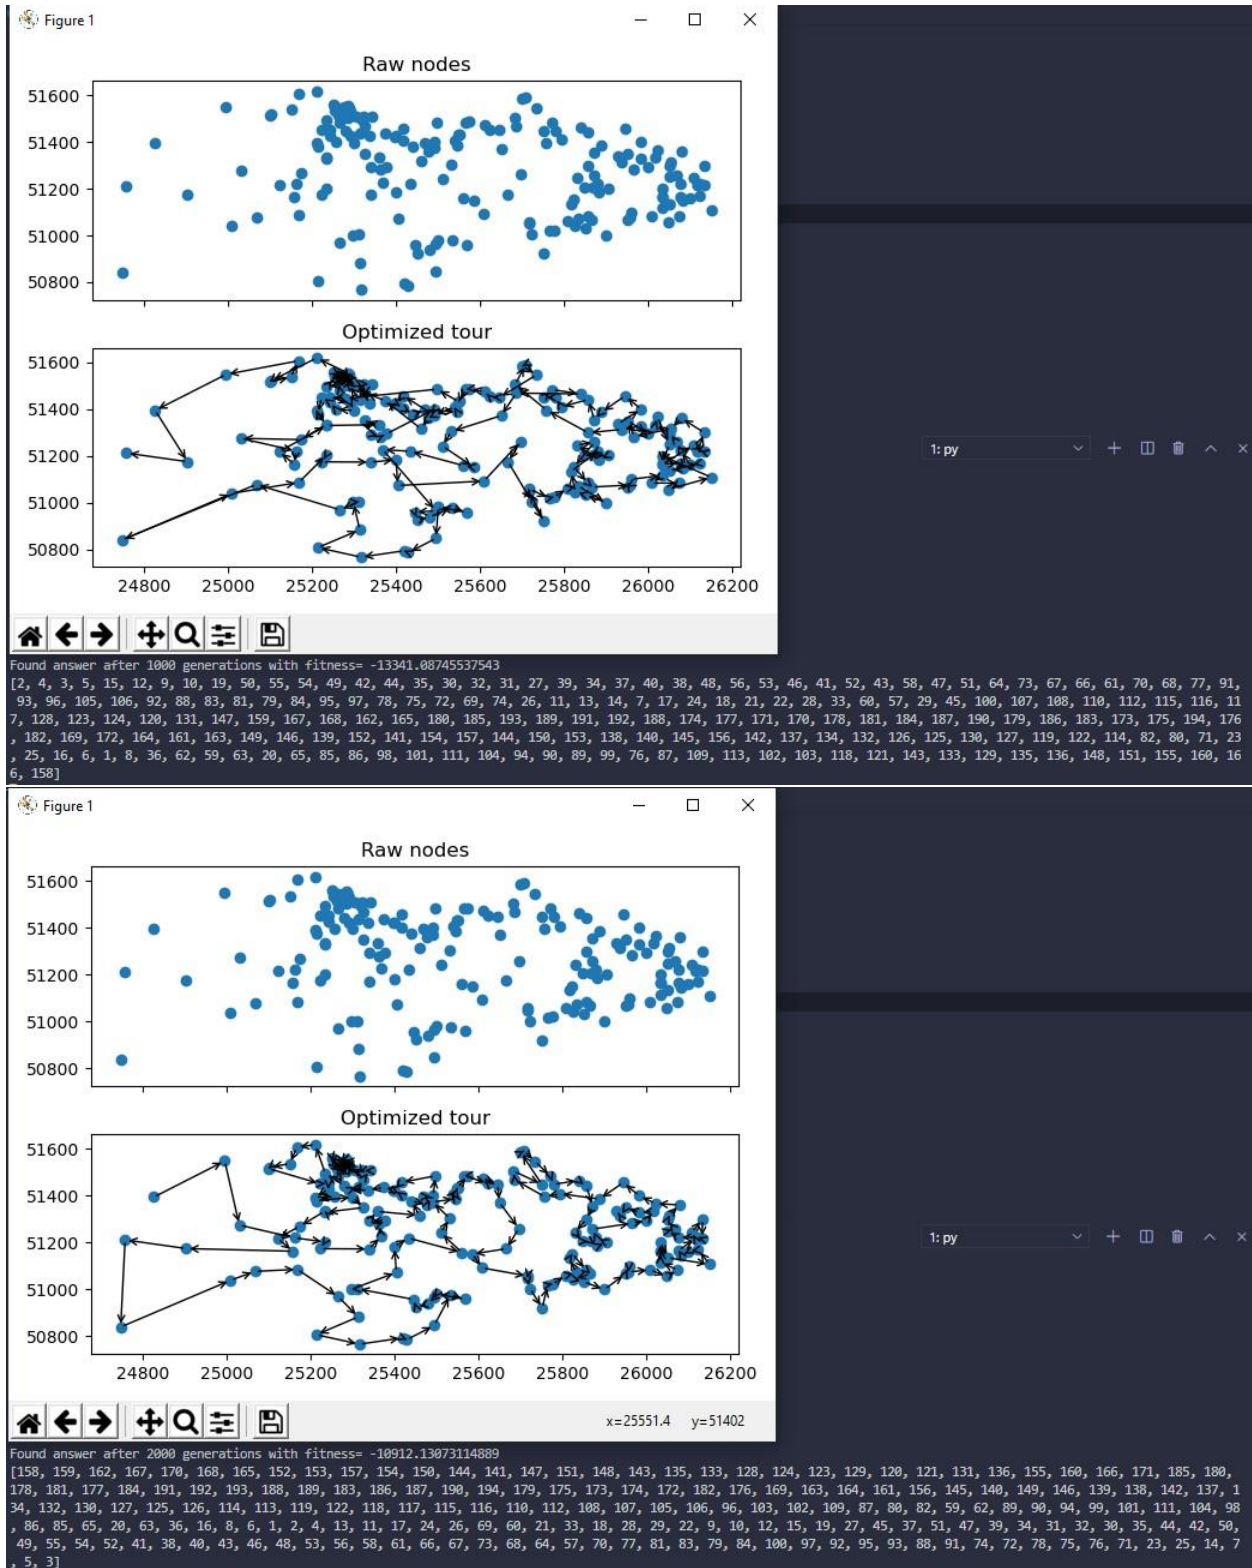 Figure 1
Raw nodes
51600
51400
51200
51000
50800
Optimized tour
51600
51400
51200
51000
50800
24800 25000 25200 25400 25600 25800 26000 26200
1: py
Found answer after 1000 generations with fitness= -13341.08745537543
[2, 4, 3, 5, 15, 12, 9, 10, 19, 50, 55, 54, 49, 42, 44, 35, 30, 32, 31, 27, 39, 34, 37, 40, 38, 48, 56, 53, 46, 41, 52, 43, 58, 47, 51, 64, 73, 67, 66, 61, 70, 68, 77, 91,
93, 96, 105, 106, 92, 88, 83, 81, 79, 84, 95, 97, 78, 75, 72, 69, 74, 26, 11, 13, 14, 7, 17, 24, 18, 21, 22, 28, 33, 60, 57, 29, 45, 100, 107, 108, 110, 112, 115, 116, 11
7, 128, 123, 124, 120, 131, 147, 159, 167, 168, 162, 165, 180, 185, 193, 189, 191, 192, 188, 174, 177, 171, 170, 178, 181, 184, 187, 190, 179, 186, 183, 173, 175, 194, 176
, 182, 169, 172, 164, 161, 163, 149, 146, 139, 152, 141, 154, 157, 144, 150, 153, 138, 140, 145, 156, 142, 137, 134, 132, 126, 125, 130, 127, 119, 122, 114, 82, 80, 71, 23
, 25, 16, 6, 1, 8, 36, 62, 59, 63, 20, 65, 85, 86, 98, 101, 111, 104, 94, 90, 89, 99, 76, 87, 109, 113, 102, 103, 118, 121, 143, 133, 129, 135, 136, 148, 151, 155, 160, 16
6, 158]
Figure 1
Raw nodes
51600
51400
51200
51000
50800
Optimized tour
51600
51400
51200
51000
50800
24800 25000 25200 25400 25600 25800 26000 26200
1: py
x=25551.4 y=51402
Found answer after 2000 generations with fitness= -10912.13073114889
[158, 159, 162, 167, 170, 168, 165, 152, 153, 157, 154, 150, 144, 141, 147, 151, 148, 143, 135, 133, 128, 124, 123, 129, 120, 121, 131, 136, 155, 160, 166, 171, 185, 180,
178, 181, 177, 184, 191, 192, 193, 188, 189, 183, 186, 187, 190, 194, 179, 175, 173, 174, 172, 182, 176, 169, 163, 164, 161, 156, 145, 140, 149, 146, 139, 138, 142, 137, 1
34, 132, 130, 127, 125, 126, 114, 113, 119, 122, 118, 117, 115, 116, 110, 112, 108, 107, 105, 106, 96, 103, 102, 109, 87, 80, 82, 59, 62, 89, 90, 94, 99, 101, 111, 104, 98
, 86, 85, 65, 20, 63, 36, 16, 8, 6, 1, 2, 4, 13, 11, 17, 24, 26, 69, 60, 21, 33, 18, 28, 29, 22, 9, 10, 12, 15, 19, 27, 45, 37, 51, 47, 39, 34, 31, 32, 30, 35, 44, 42, 50,
49, 55, 54, 52, 41, 38, 40, 43, 46, 48, 53, 56, 58, 61, 66, 67, 73, 68, 64, 57, 70, 77, 81, 83, 79, 84, 100, 97, 92, 95, 93, 88, 91, 74, 72, 78, 75, 76, 71, 23, 25, 14, 7
, 5, 3]